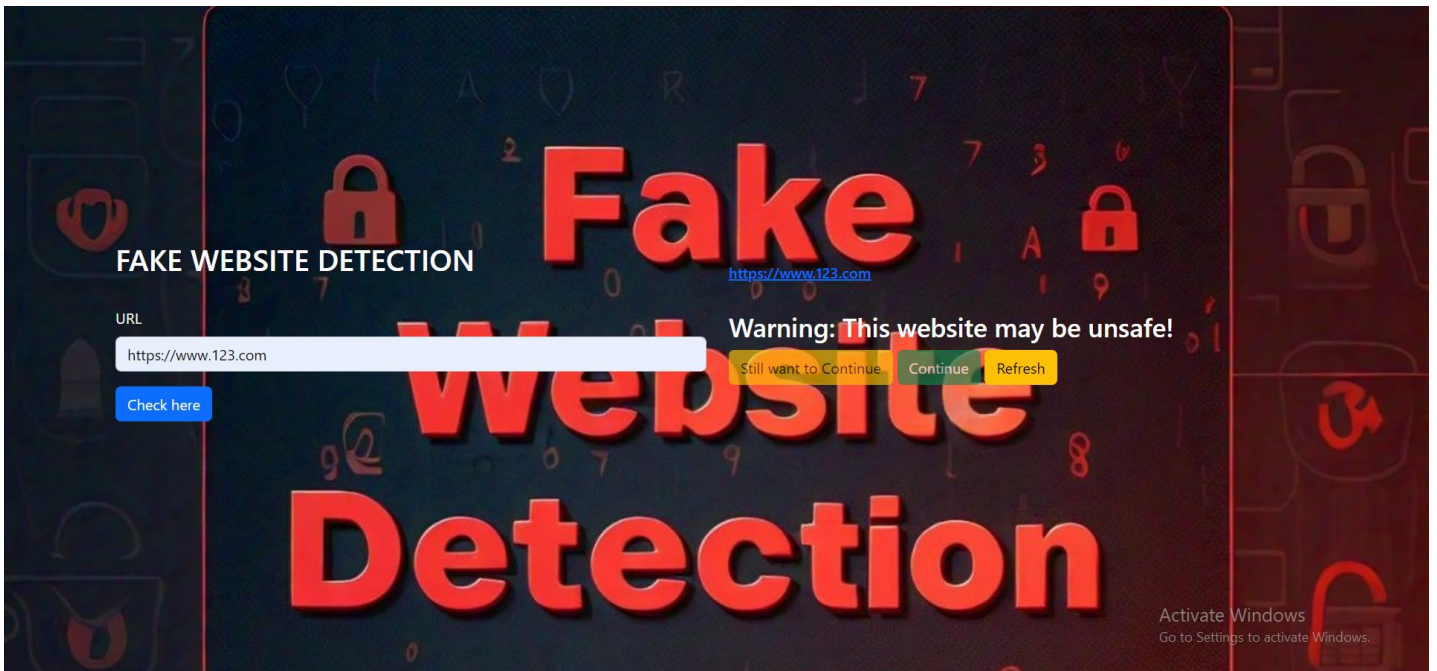 Fake
Website
Detection
FAKE WEBSITE DETECTION
URL
https://www.123.com
Check here
https://www.123.com
Warning: This website may be unsafe!
Still want to Continue Continue Refresh
Activate Windows
Go to Settings to activate Windows.